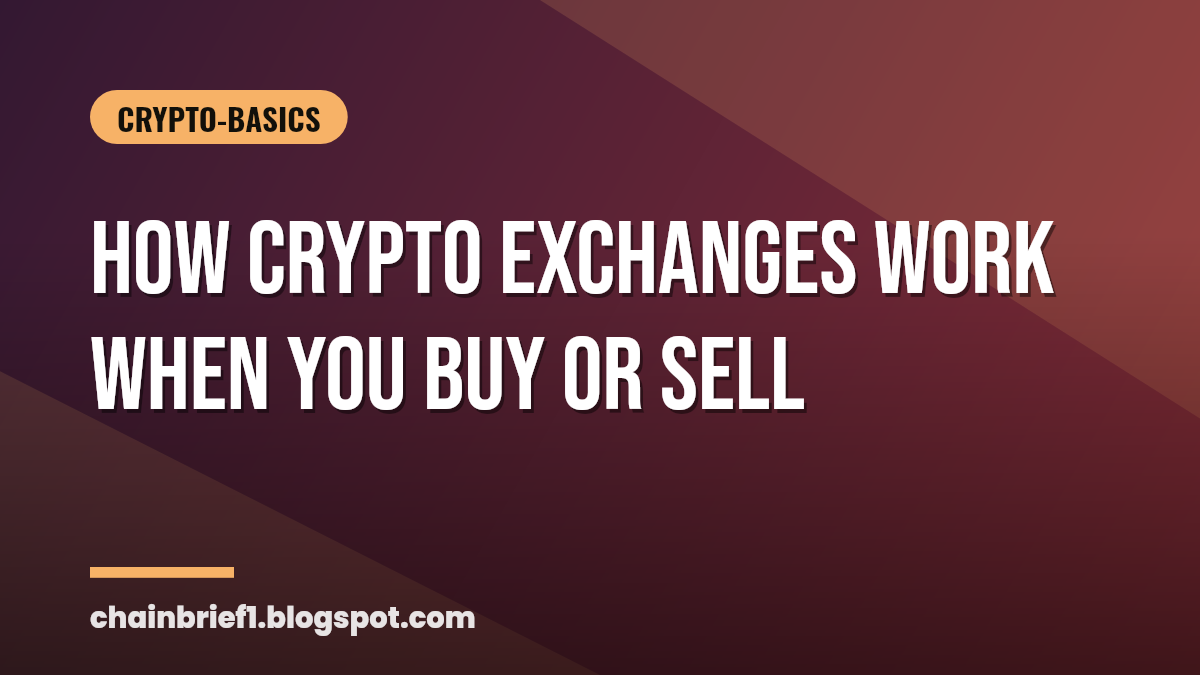 CRYPTO-BASICS
HOW CRYPTO EXCHANGES WORK
WHEN YOU BUY OR SELL
chainbrief1.blogspot.com